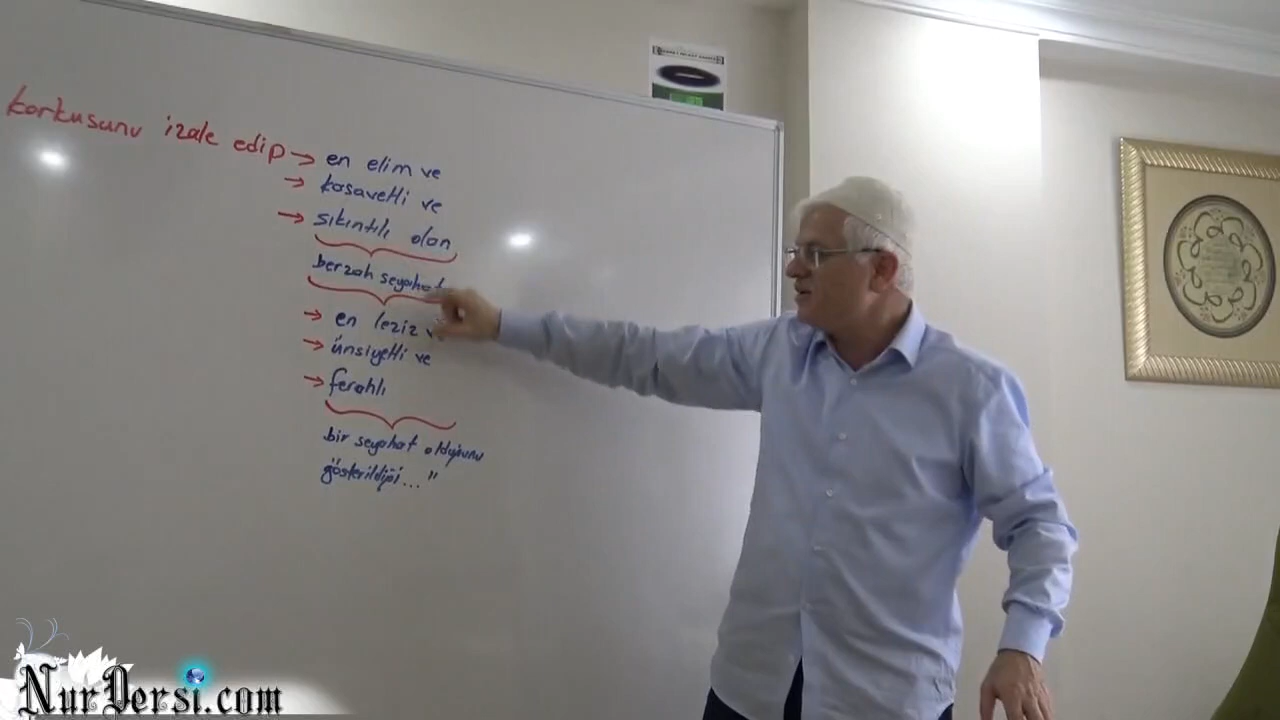 korkusunu izale edip → en elim ve
→ kasavetli ve
→ sıkıntılı olan
berzah seyahat
→ en leziz v
→ ünsiyetli ve
→ ferahlı
bir seyahat olduğunu
gösterildiği..."
NurDersi.com